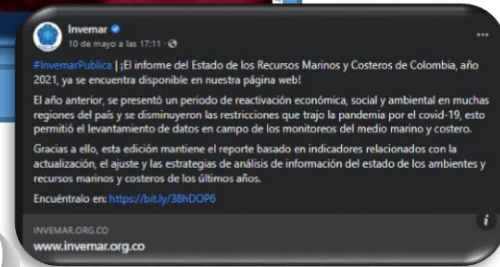 Invemar
10 de mayo a las 17:11 ·
#InvemarPublica | ¡El informe del Estado de los Recursos Marinos y Costeros de Colombia, año
2021, ya se encuentra disponible en nuestra página web!
El año anterior, se presentó un periodo de reactivación económica, social y ambiental en muchas
regiones del país y se disminuyeron las restricciones que trajo la pandemia por el covid-19, esto
permitió el levantamiento de datos en campo de los monitoreos del medio marino y costero.
Gracias a ello, esta edición mantiene el reporte basado en indicadores relacionados con la
actualización, el ajuste y las estrategias de análisis de información del estado de los ambientes y
recursos marinos y costeros de los últimos años.
Encuéntralo en: https://bit.ly/38hDOP6
INVEMAR.ORG.CO
www.invemar.org.co